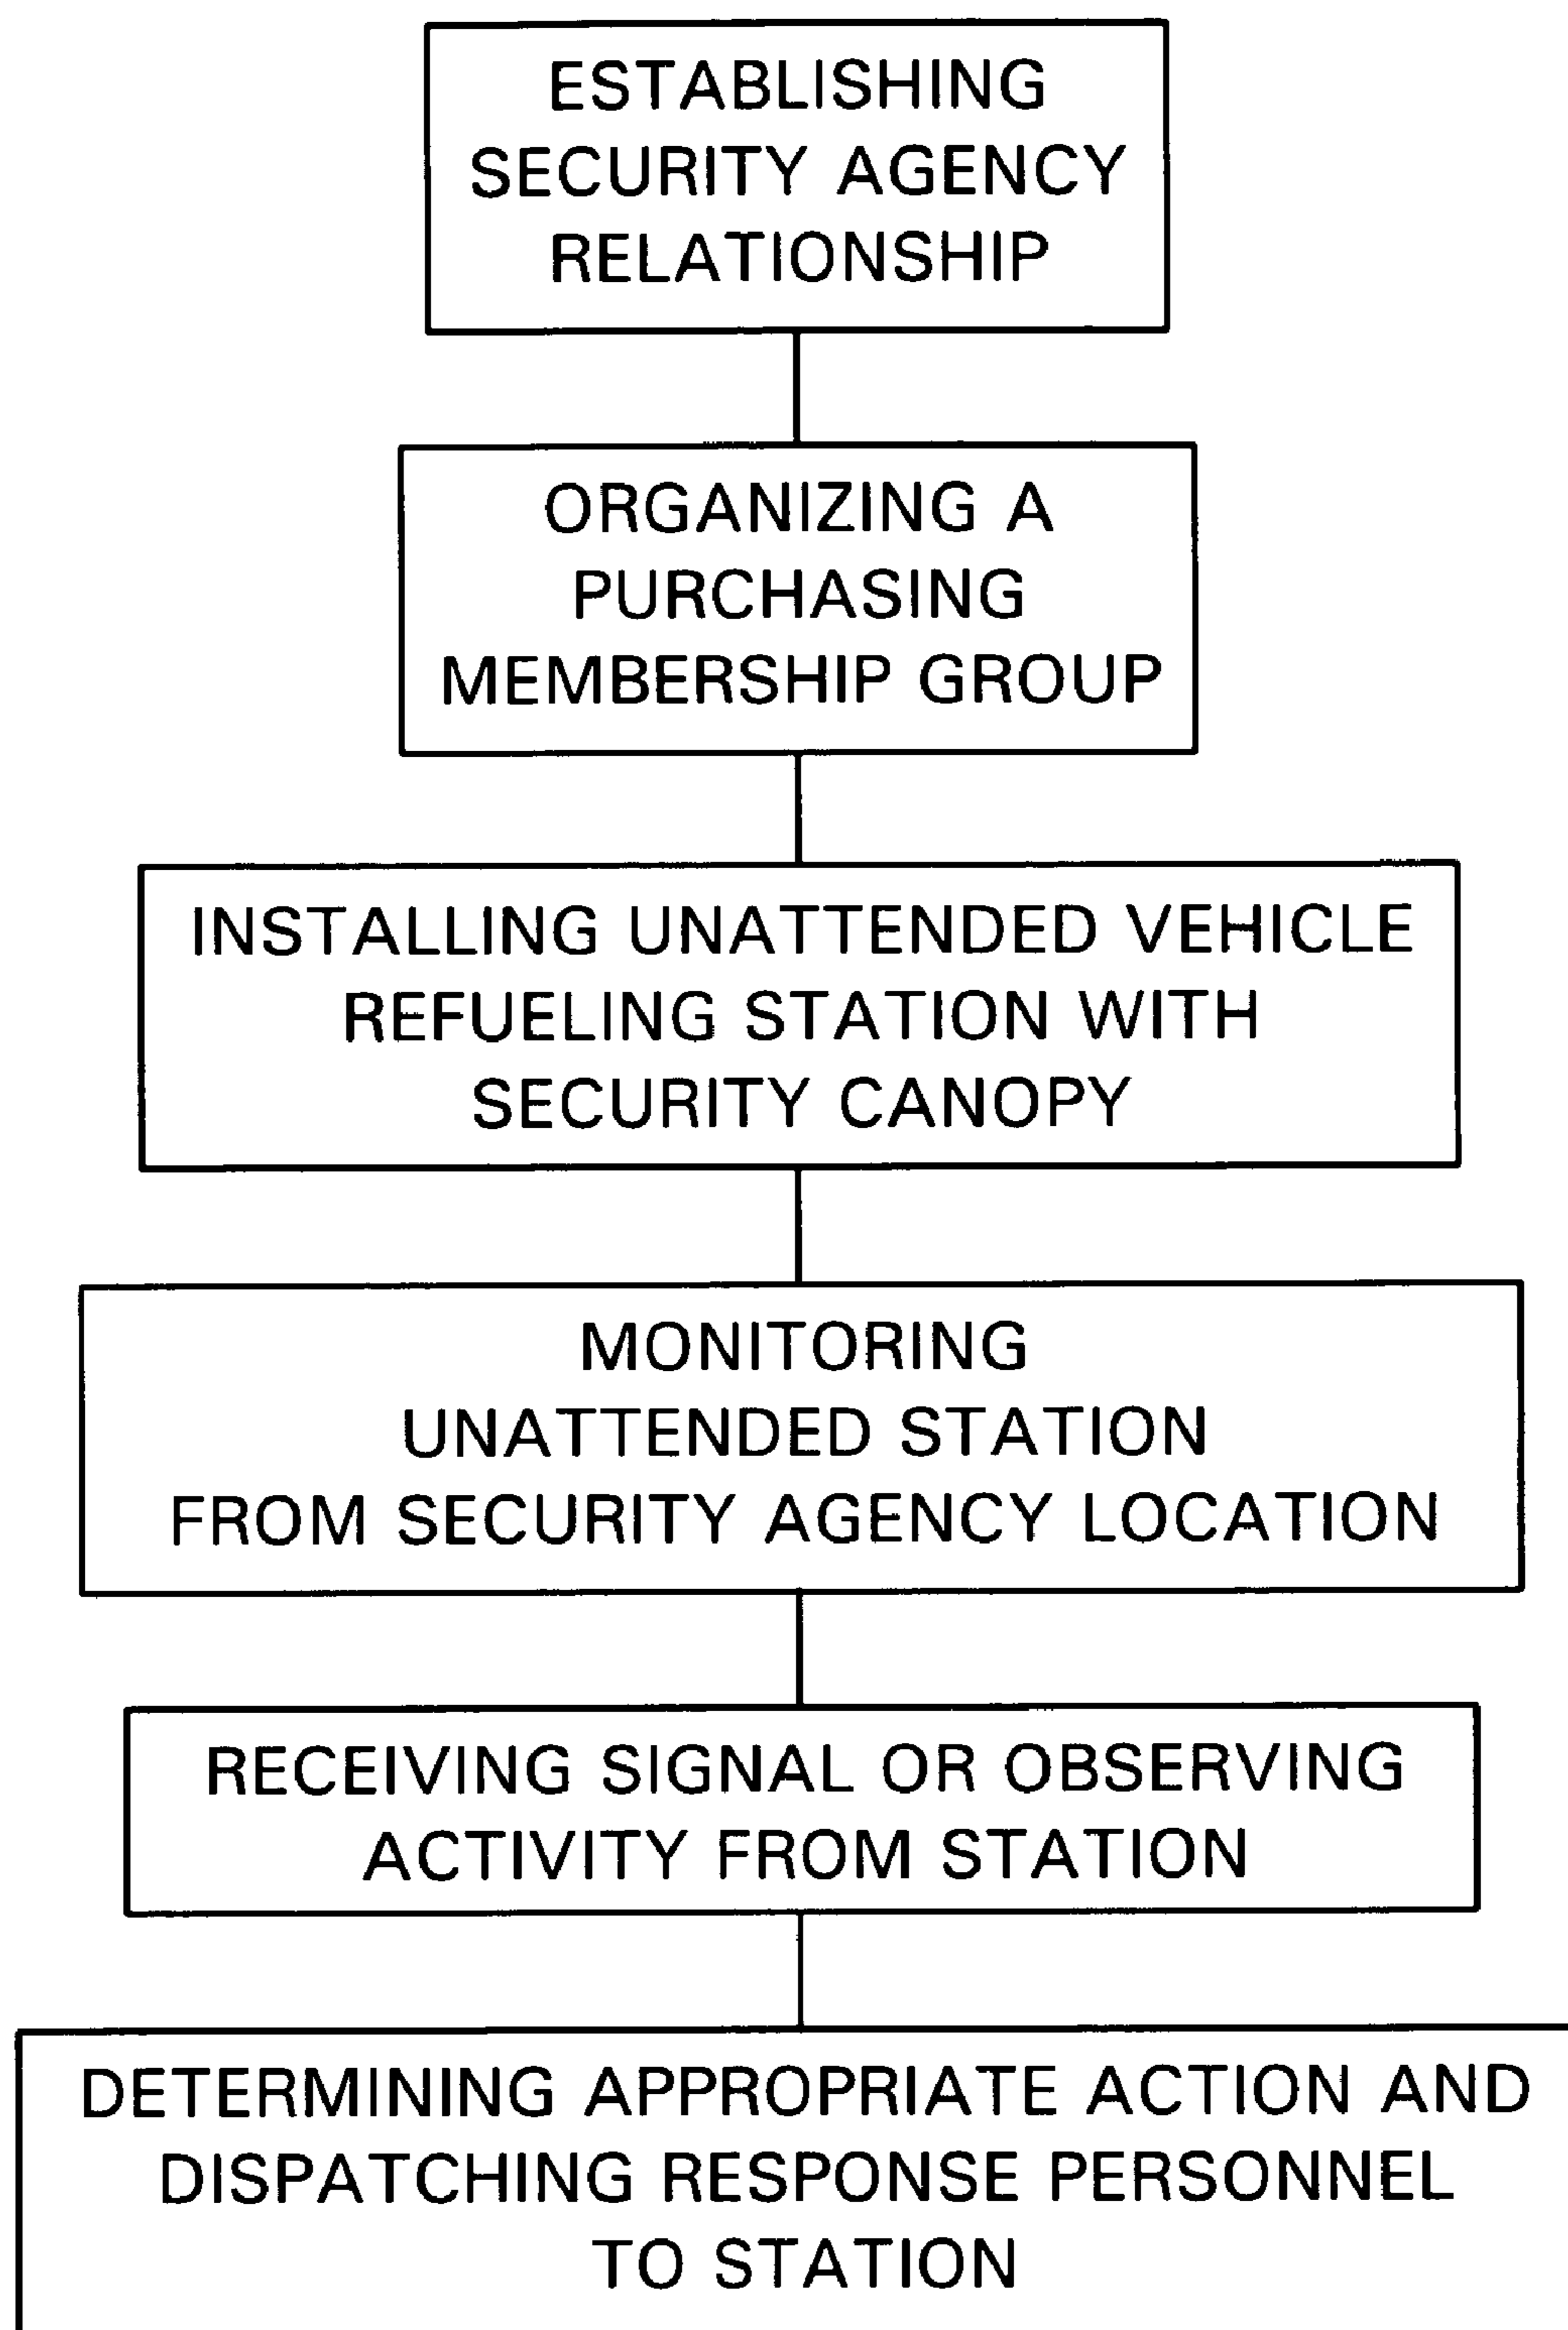 ESTABLISHING
SECURITY AGENCY
RELATIONSHIP
ORGANIZING A
PURCHASING
MEMBERSHIP GROUP
INSTALLING UNATTENDED VEHICLE
REFUELING STATION WITH
SECURITY CANOPY
MONITORING
UNATTENDED STATION
FROM SECURITY AGENCY LOCATION
RECEIVING SIGNAL OR OBSERVING
ACTIVITY FROM STATION
DETERMINING APPROPRIATE ACTION AND
DISPATCHING RESPONSE PERSONNEL
TO STATION